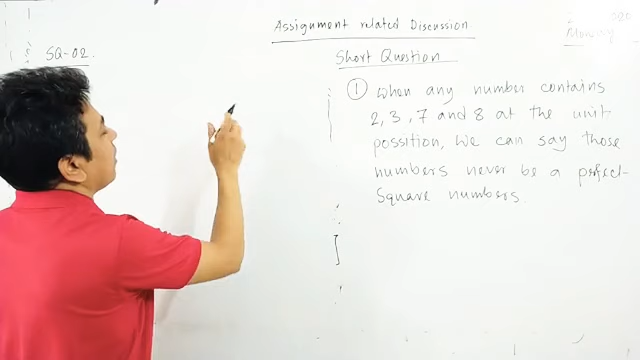 Assignment related Discussion
SQ-02.
Short Question
① When any number contains
2, 3, 7 and 8 at the unit
possition, We can say those
numbers never be a perfect-
Square numbers.